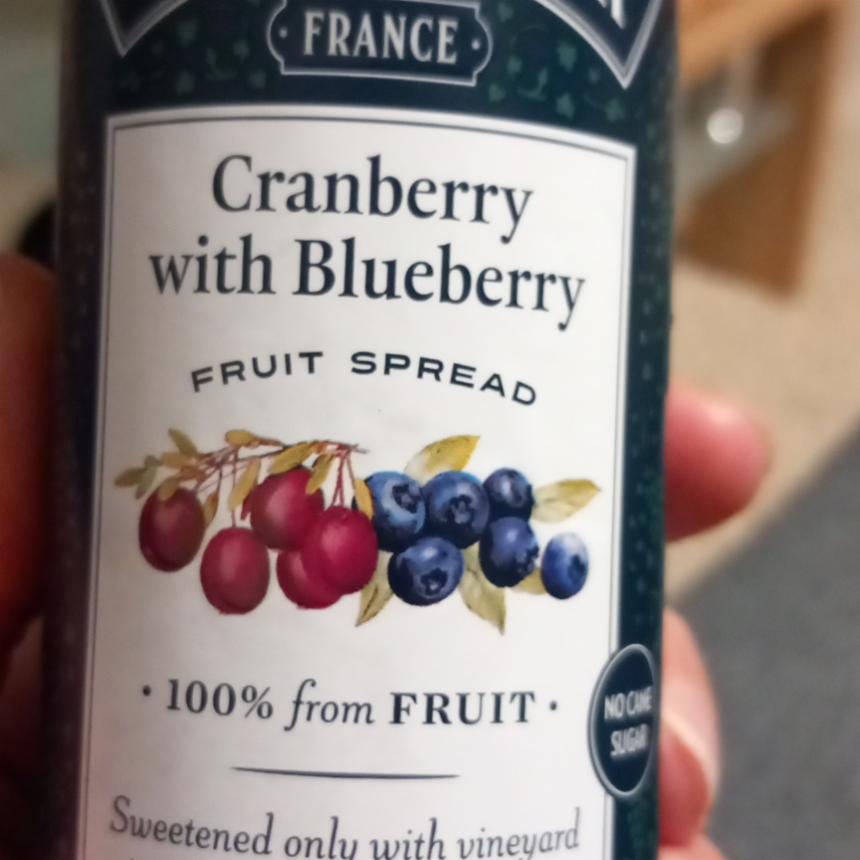 · FRANCE ·
Cranberry
with Blueberry
FRUIT SPREAD
· 100% from FRUIT ·
NO CANE
SUGAR
Sweetened only with vineyard